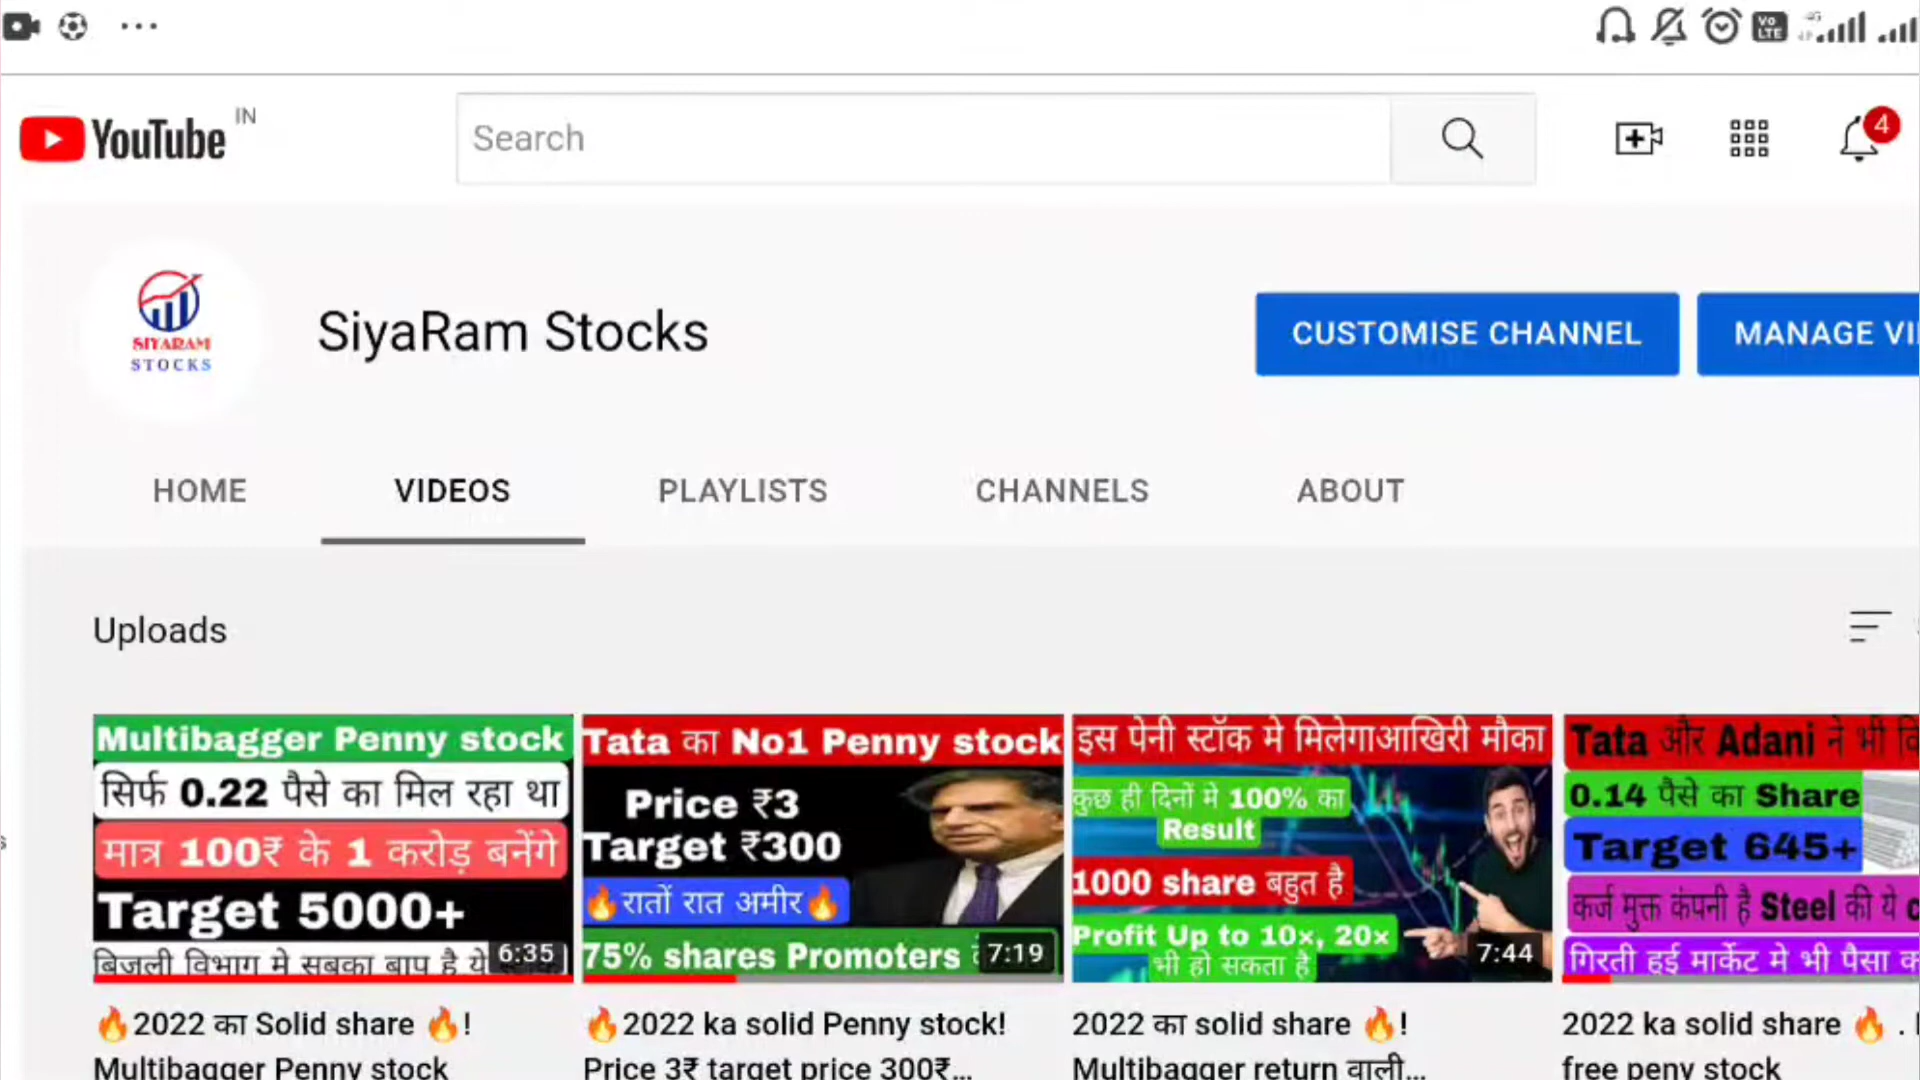 Vo
LTE
4G
YouTube
IN
Search
4
SIYARAM
STOCKS
SiyaRam Stocks
CUSTOMISE CHANNEL
MANAGE
HOME
VIDEOS
PLAYLISTS
CHANNELS
ABOUT
Uploads
Multibagger Penny stock
सिर्फ 0.22 पैसे का मिल रहा था
मात्र 100₹ के 1 करोड़ बनेंगे
Target 5000+
बिजली विभाग मे सबका बाप है ये
6:35
Tata का No1 Penny stock
Price ₹3
Target ₹300
🔥रातों रात अमीर🔥
75% shares Promoters
7:19
इस पेनी स्टॉक मे मिलेगाआखिरी मौका
कुछ ही दिनों मे 100% का
Result
1000 share बहुत है
Profit Up to 10x, 20x
भी हो सकता है
7:44
Tata और Adani ने भी
0.14 पैसे का Share
Target 645+
कर्ज मुक्त कंपनी है Steel की ये
गिरती हुई मार्केट मे भी पैसा
🔥2022 का Solid share 🔥!
Multibagger Penny stock
🔥2022 ka solid Penny stock!
Price 3₹ target price 300₹...
2022 का solid share 🔥!
Multibagger return वाली...
2022 ka solid share 🔥 .
free peny stock